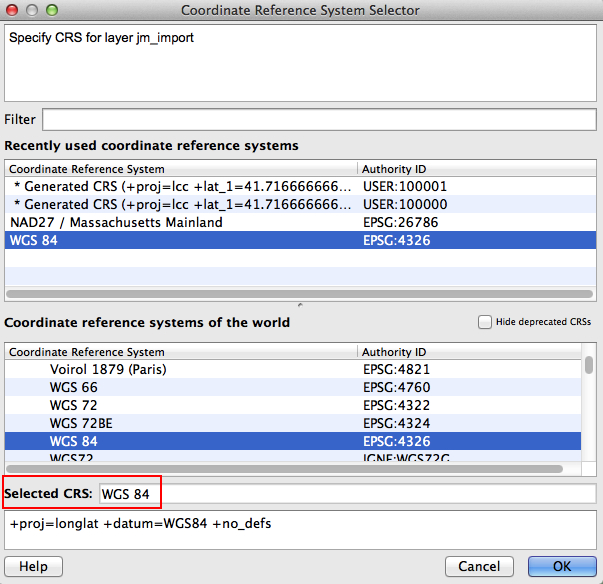 Coordinate Reference System Selector
Specify CRS for layer jm_import
Filter
Recently used coordinate reference systems
Coordinate Reference System Authority ID
* Generated CRS (+proj=lcc +lat_1=41.716666666... USER:100001
* Generated CRS (+proj=lcc +lat_1=41.716666666... USER:100000
NAD27 / Massachusetts Mainland EPSG:26786
WGS 84 EPSG:4326
Coordinate reference systems of the world Hide deprecated CRSs
Coordinate Reference System Authority ID
Voirol 1879 (Paris) EPSG:4821
WGS 66 EPSG:4760
WGS 72 EPSG:4322
WGS 72BE EPSG:4324
WGS 84 EPSG:4326
WGS72 IGNF:WGS72G
Selected CRS: WGS 84
+proj=longlat +datum=WGS84 +no_defs
Help Cancel OK